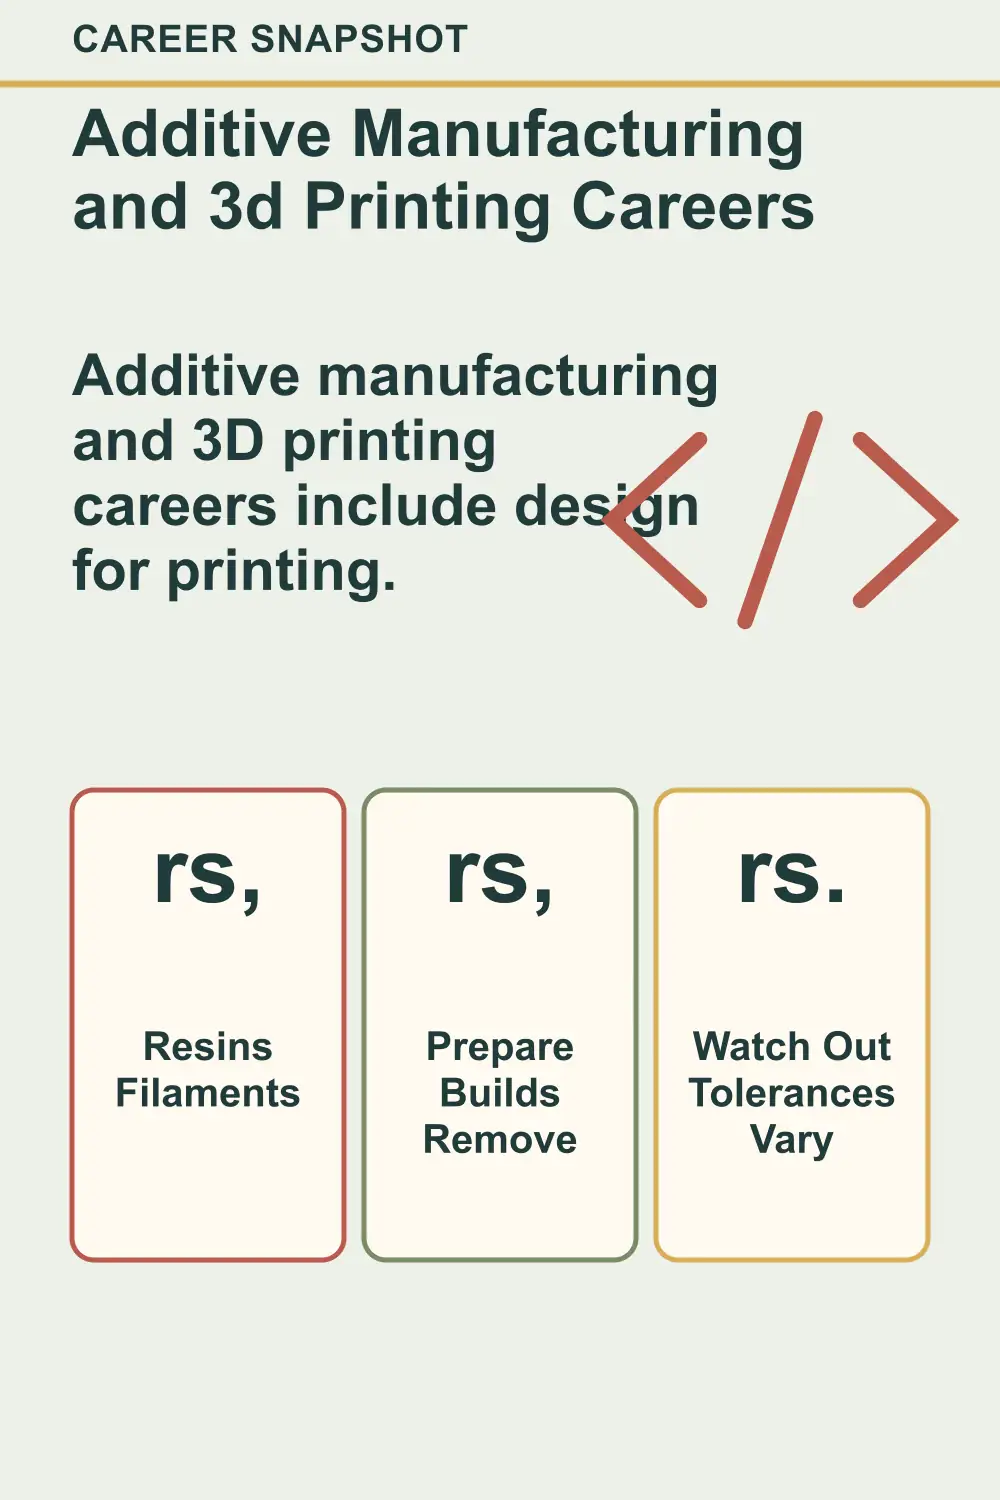 CAREER SNAPSHOT
Additive Manufacturing
and 3d Printing Careers
Additive manufacturing
and 3D printing
careers include design
for printing.
rs,
Resins
Filaments
rs,
Prepare
Builds
Remove
rs.
Watch Out
Tolerances
Vary